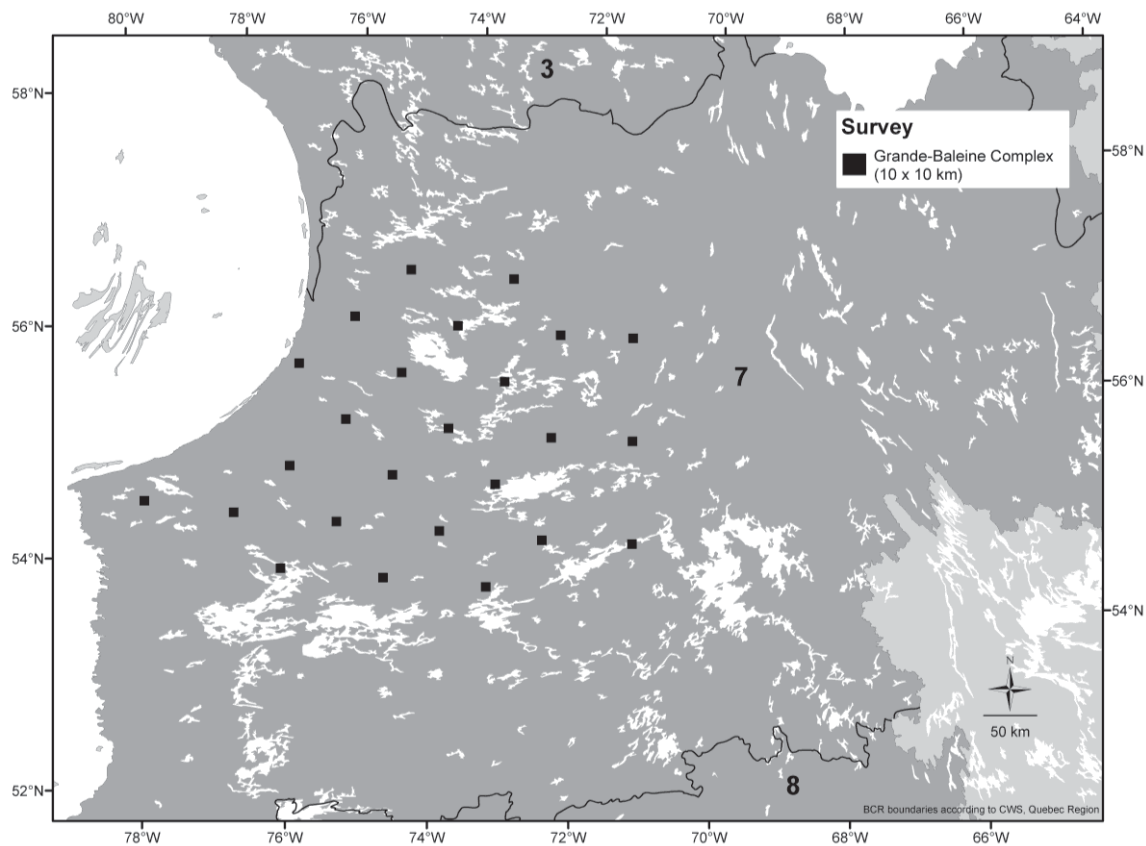 80°W 78°W 76°W 74°W 72°W 70°W 68°W 66°W 64°W
3
58°N
Survey
Grande-Baleine Complex
(10 x 10 km)
58°N
56°N
7
56°N
54°N
54°N
N
50 km
52°N
8
BCR boundaries according to CWS, Quebec Region
78°W 76°W 74°W 72°W 70°W 68°W 66°W